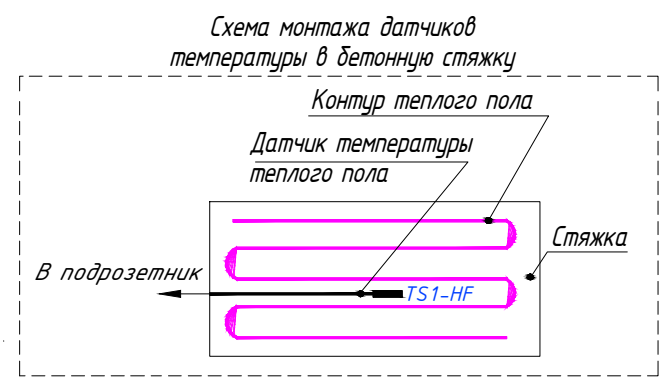 Схема монтажа датчиков
температуры в бетонную стяжку
Контур теплого пола
Датчик температуры
теплого пола
Стяжка
В подрозетник
TS1-HF